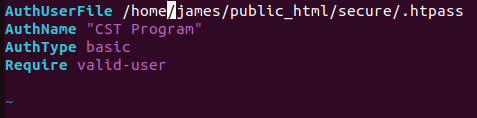 AuthUserFile /home/james/public_html/secure/.htpass
AuthName "CST Program"
AuthType basic
Require valid-user
~